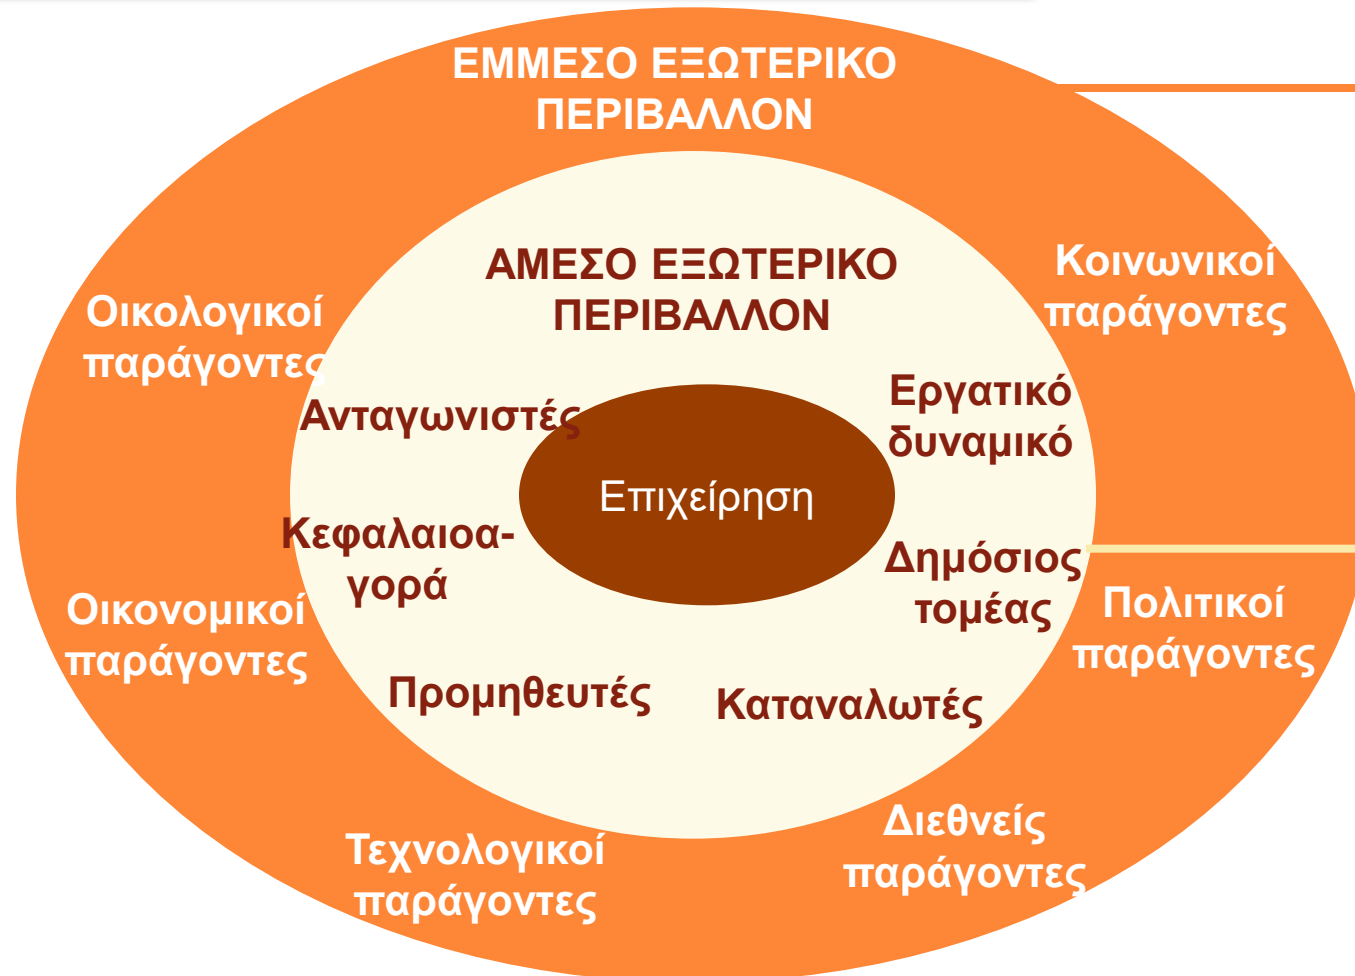 ΕΜΜΕΣΟ ΕΞΩΤΕΡΙΚΟ
ΠΕΡΙΒΑΛΛΟΝ
ΑΜΕΣΟ ΕΞΩΤΕΡΙΚΟ
ΠΕΡΙΒΑΛΛΟΝ
Κοινωνικοί
παράγοντες
Οικολογικοί
παράγοντες
Ανταγωνιστές
Εργατικό
δυναμικό
Επιχείρηση
Κεφαλαιοα-
γορά
Δημόσιος
τομέας
Οικονομικοί
παράγοντες
Πολιτικοί
παράγοντες
Προμηθευτές
Καταναλωτές
Τεχνολογικοί
παράγοντες
Διεθνείς
παράγοντες